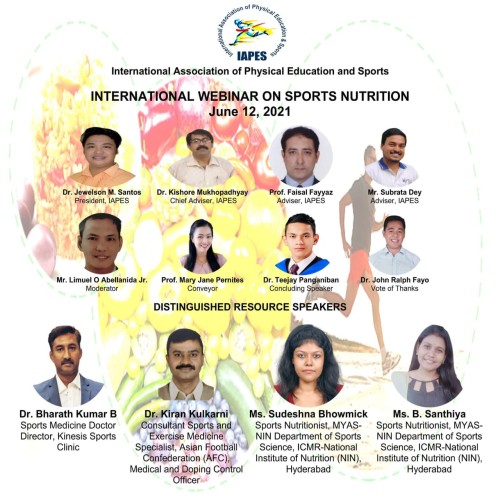 International Association of Physical Education & Sports
IAPES
International Association of Physical Education and Sports
INTERNATIONAL WEBINAR ON SPORTS NUTRITION
June 12, 2021
Dr. Jewelson M. Santos
President, IAPES
Dr. Kishore Mukhopadhyay
Chief Adviser, IAPES
Prof. Faisal Fayyaz
Adviser, IAPES
Mr. Subrata Dey
Adviser, IAPES
Mr. Limuel O Abellanida Jr.
Moderator
Prof. Mary Jane Pernites
Conveyor
Dr. Teejay Panganiban
Concluding Speaker
Dr. John Ralph Fayo
Vote of Thanks
DISTINGUISHED RESOURCE SPEAKERS
Dr. Bharath Kumar B
Sports Medicine Doctor
Director, Kinesis Sports
Clinic
Dr. Kiran Kulkarni
Consultant Sports and
Exercise Medicine
Specialist, Asian Footbail
Confederation (AFC),
Medical and Doping Control
Officer
Ms. Sudeshna Bhowmick
Sports Nutritionist, MYAS-
NIN Department of Sports
Science, ICMR-National
Institute of Nutrition (NIN),
Hyderabad
Ms. B. Santhiya
Sports Nutritionist, MYAS-
NIN Department of Sports
Science, ICMR-National
Institute of Nutrition (NIN),
Hyderabad